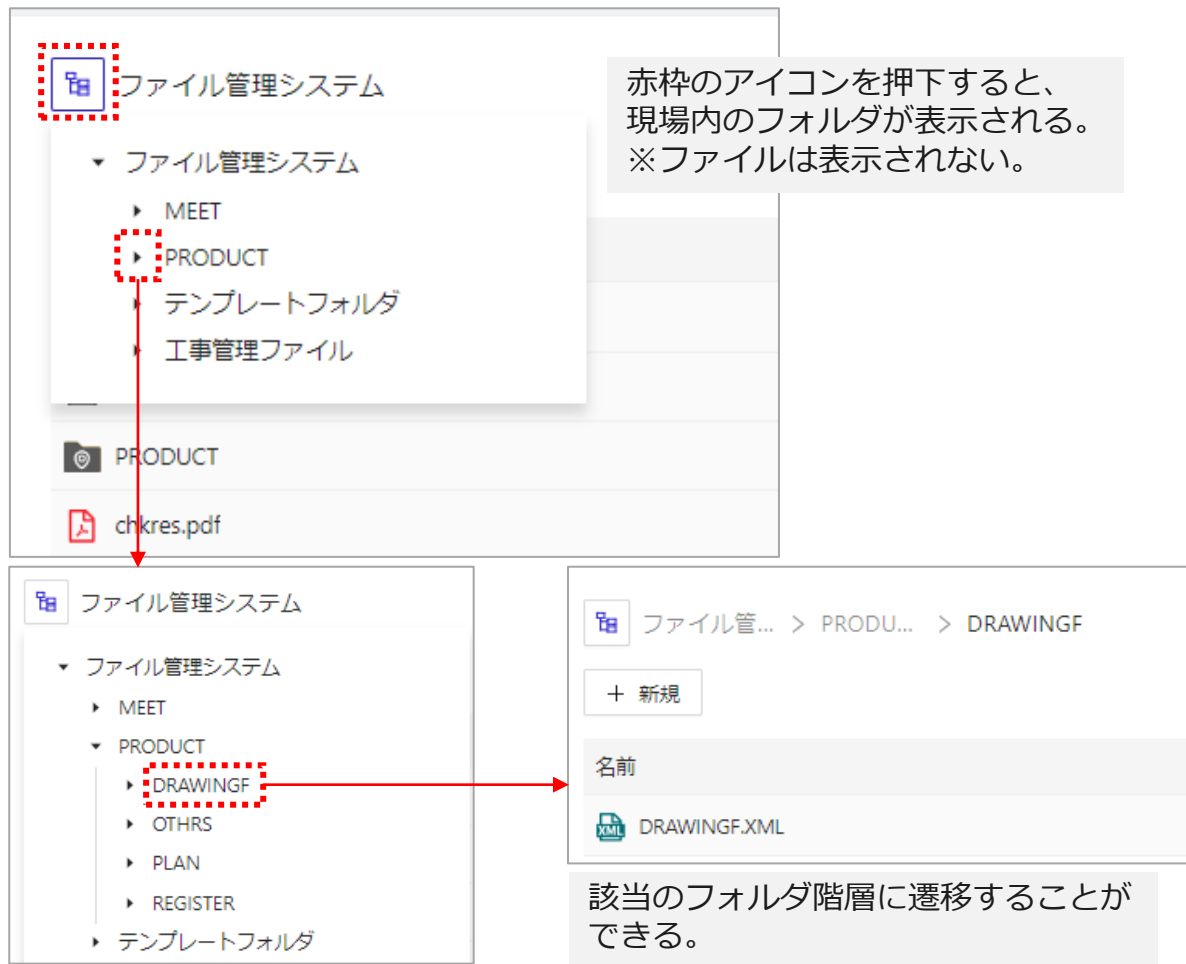 ファイル管理システム
赤枠のアイコンを押下すると、
現場内のフォルダが表示される。
※ファイルは表示されない。
ファイル管理システム
MEET
PRODUCT
テンプレートフォルダ
工事管理ファイル
PRODUCT
chkres.pdf
ファイル管理システム
ファイル管理システム
MEET
PRODUCT
DRAWINGF
OTHRS
PLAN
REGISTER
テンプレートフォルダ
ファイル管... > PRODU... > DRAWINGF
+ 新規
名前
XML DRAWINGF.XML
該当のフォルダ階層に遷移することが
できる。